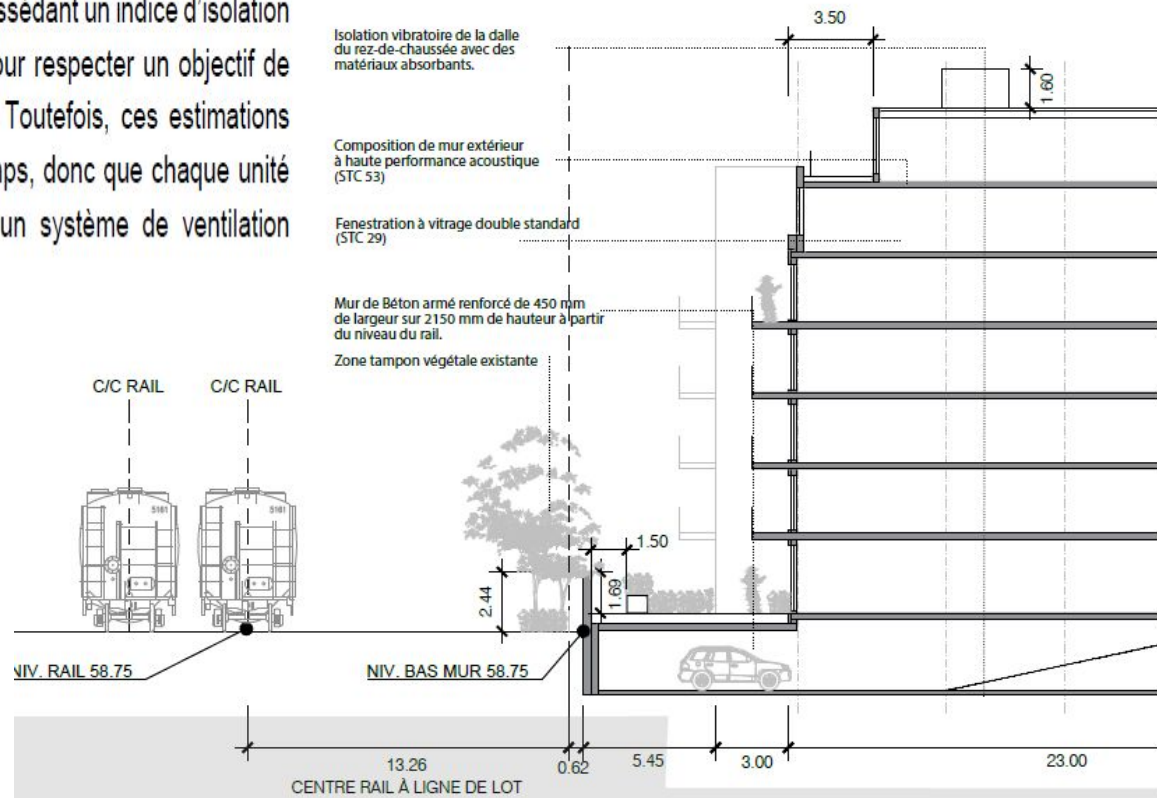 ssédant un indice d'isolation
our respecter un objectif de
Toutefois, ces estimations
ps, donc que chaque unité
un système de ventilation
Isolation vibratoire de la dalle
du rez-de-chaussée avec des
matériaux absorbants.
Composition de mur extérieur
à haute performance acoustique
(STC 53)
Fenestration à vitrage double standard
(STC 29)
Mur de Béton armé renforcé de 450 mm
de largeur sur 2150 mm de hauteur à partir
du niveau du rail.
Zone tampon végétale existante
3.50
1.60
C/C RAIL
C/C RAIL
5161
5161
1.50
2.44
1.69
NIV. RAIL 58.75
NIV. BAS MUR 58.75
13.26
0.62
5.45
3.00
23.00
CENTRE RAIL À LIGNE DE LOT